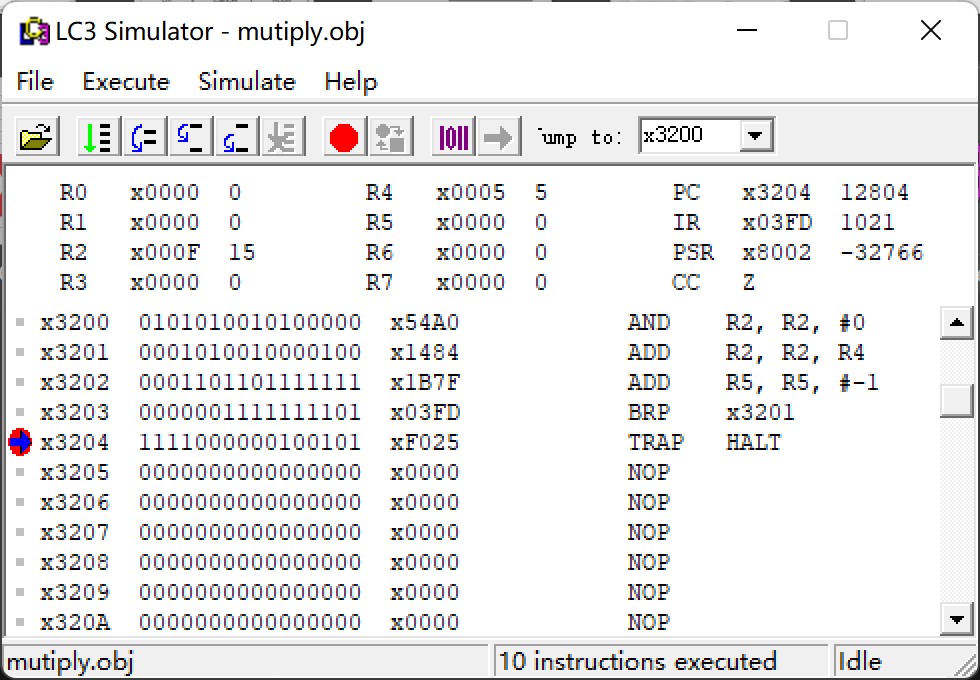 LC3 Simulator - mutiply.obj
File Execute Simulate Help
Jump to: x3200
R0 x0000 0 R4 x0005 5 PC x3204 12804
R1 x0000 0 R5 x0000 0 IR x03FD 1021
R2 x000F 15 R6 x0000 0 PSR x8002 -32766
R3 x0000 0 R7 x0000 0 CC Z
x3200 0101010010100000 x54A0 AND R2, R2, #0
x3201 0001010010000100 x1484 ADD R2, R2, R4
x3202 0001101101111111 x1B7F ADD R5, R5, #-1
x3203 0000001111111101 x03FD BRP x3201
x3204 1111000000100101 xF025 TRAP HALT
x3205 0000000000000000 x0000 NOP
x3206 0000000000000000 x0000 NOP
x3207 0000000000000000 x0000 NOP
x3208 0000000000000000 x0000 NOP
x3209 0000000000000000 x0000 NOP
x320A 0000000000000000 x0000 NOP
mutiply.obj 10 instructions executed Idle